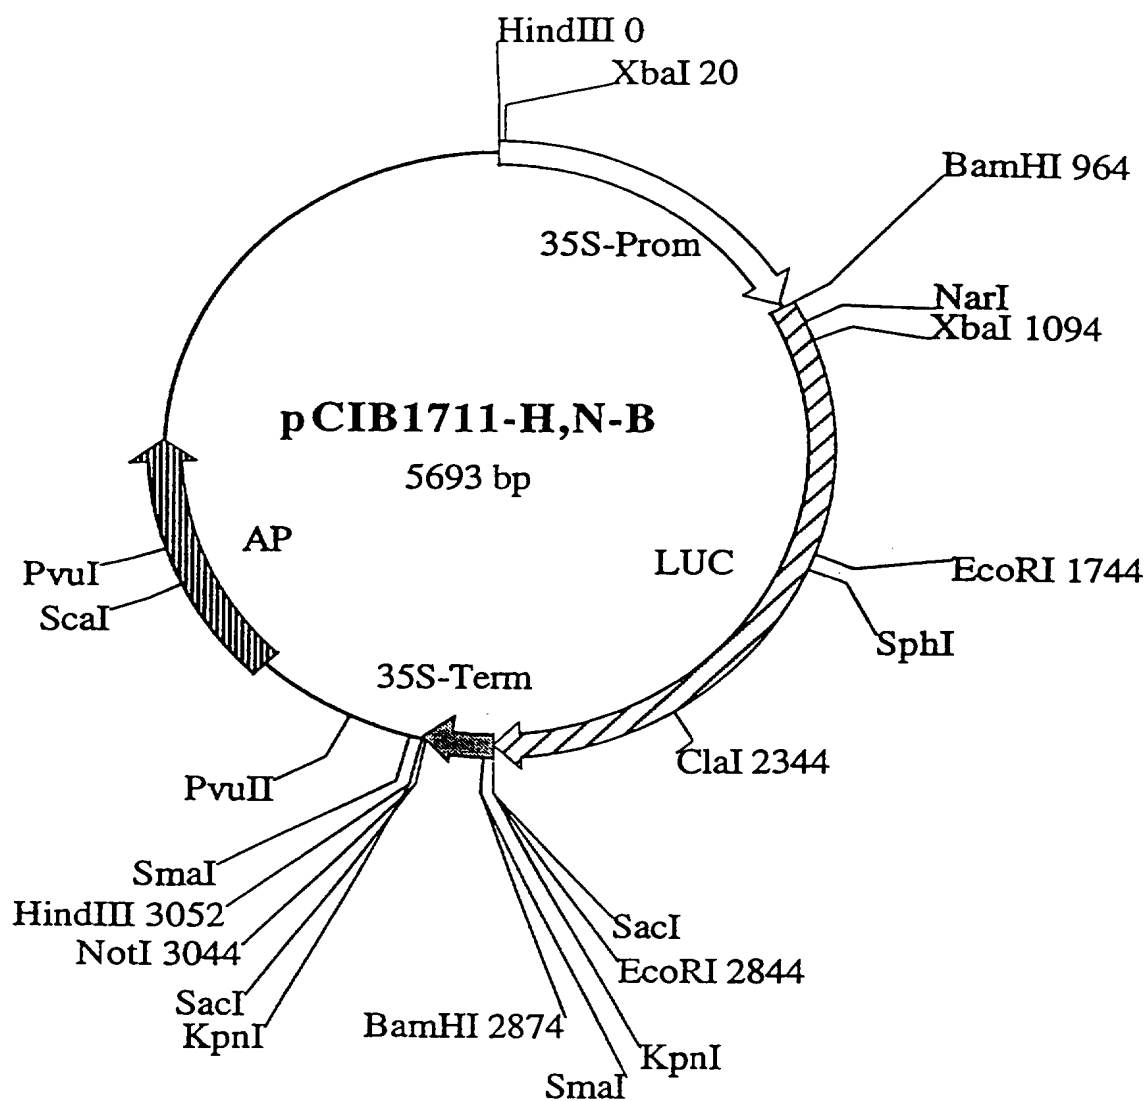 HindIII 0
XbaI 20
BamHI 964
35S-Prom
NarI
XbaI 1094
pCIB1711-H,N-B
5693 bp
AP
LUC
PvuI
EcoRI 1744
ScaI
SphI
35S-Term
ClaI 2344
PvuII
SmaI
HindIII 3052
SacI
NotI 3044
EcoRI 2844
SacI
BamHI 2874
KpnI
KpnI
SmaI